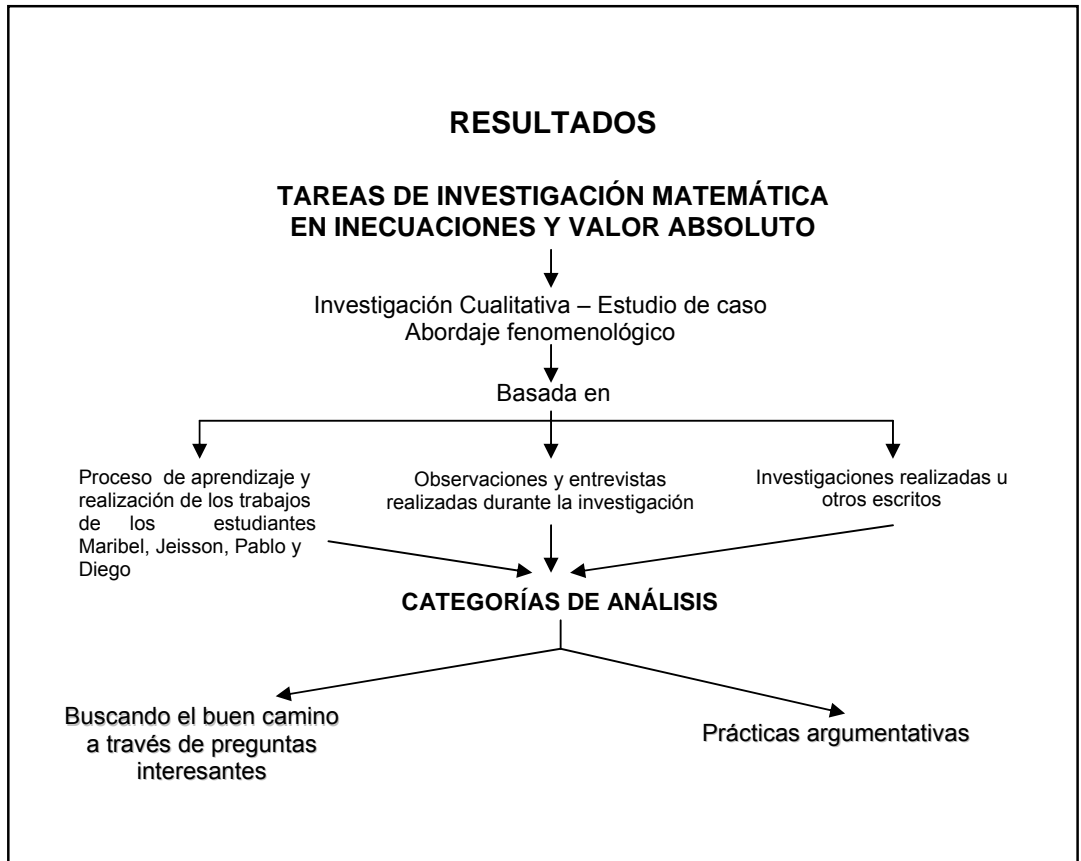 RESULTADOS
TAREAS DE INVESTIGACIÓN MATEMÁTICA
EN INECUACIONES Y VALOR ABSOLUTO
Investigación Cualitativa – Estudio de caso
Abordaje fenomenológico
Basada en
Proceso de aprendizaje y
realización de los trabajos
de los estudiantes
Maribel, Jeisson, Pablo y
Diego
Observaciones y entrevistas
realizadas durante la investigación
Investigaciones realizadas u
otros escritos
CATEGORÍAS DE ANÁLISIS
Buscando el buen camino
a través de preguntas
interesantes
Prácticas argumentativas